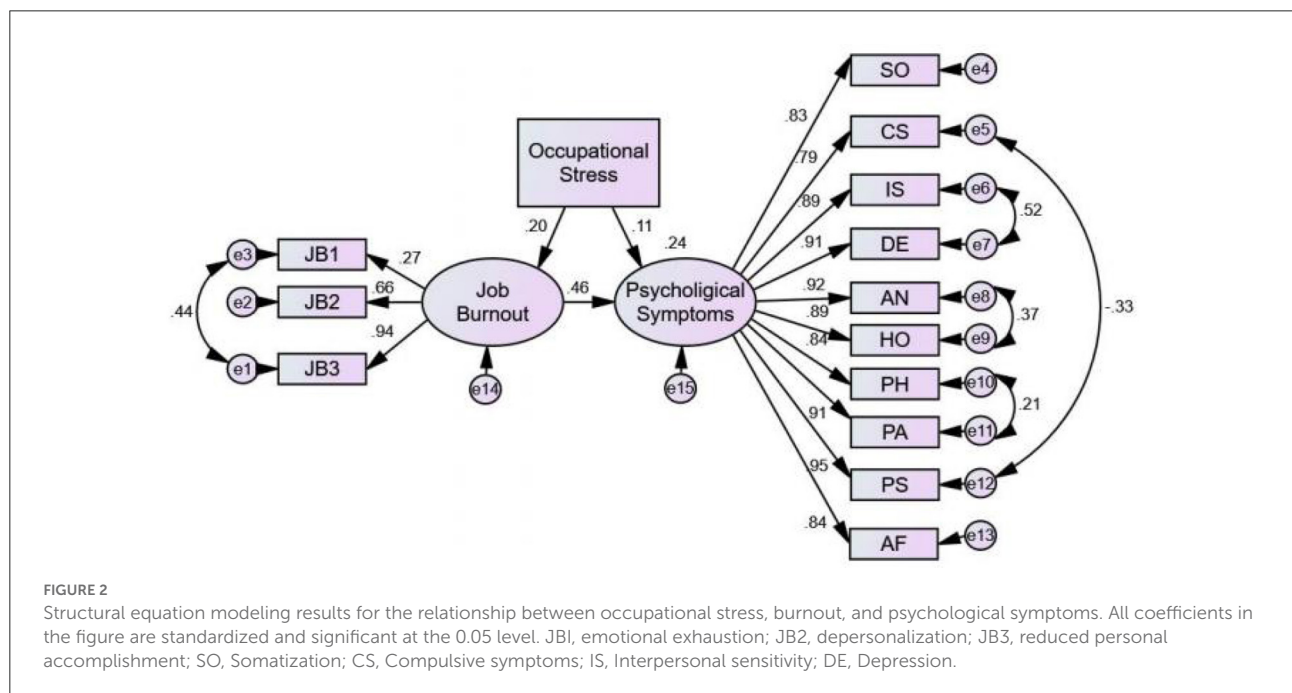 SO
e4
.83
CS
e5
Occupational
Stress
.79
IS
e6
.89
.52
.20
.11
.24
DE
e7
.91
e3
JB1
.27
Job
Burnout
Psycholigical
Symptoms
.92
AN
e8
e2
JB2
.66
.46
.37
-.33
.44
.89
HO
e9
.94
.84
e1
JB3
PH
e10
e14
e15
.21
.91
PA
e11
.95
PS
e12
.84
AF
e13
FIGURE 2
Structural equation modeling results for the relationship between occupational stress, burnout, and psychological symptoms. All coefficients in
the figure are standardized and significant at the 0.05 level. JBI, emotional exhaustion; JB2, depersonalization; JB3, reduced personal
accomplishment; SO, Somatization; CS, Compulsive symptoms; IS, Interpersonal sensitivity; DE, Depression.